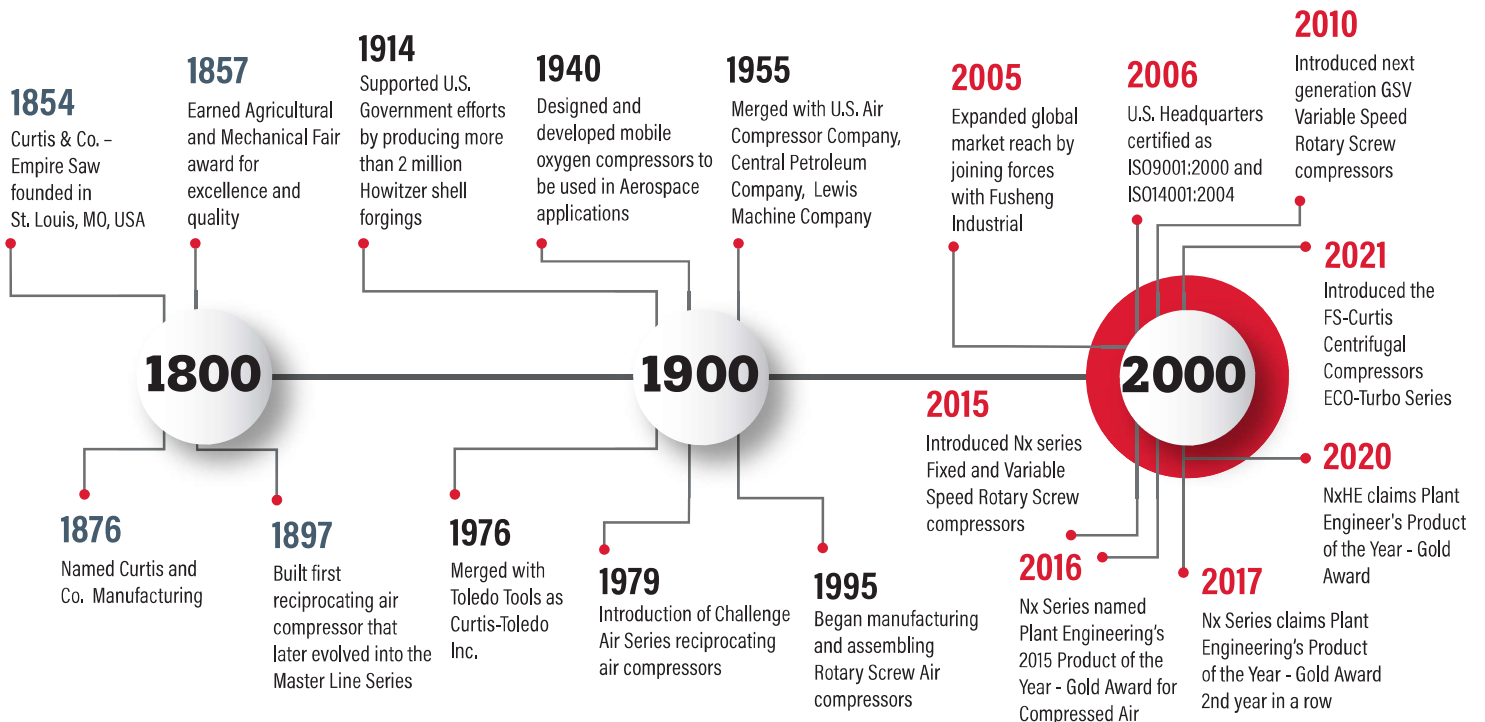 1854
Curtis & Co. –
Empire Saw
founded in
St. Louis, MO, USA
1857
Earned Agricultural
and Mechanical Fair
award for
excellence and
quality
1914
Supported U.S.
Government efforts
by producing more
than 2 million
Howitzer shell
forgings
1940
Designed and
developed mobile
oxygen compressors to
be used in Aerospace
applications
1955
Merged with U.S. Air
Compressor Company,
Central Petroleum
Company, Lewis
Machine Company
2005
Expanded global
market reach by
joining forces
with Fusheng
Industrial
2006
U.S. Headquarters
certified as
ISO9001:2000 and
ISO14001:2004
2010
Introduced next
generation GSV
Variable Speed
Rotary Screw
compressors
2021
Introduced the
FS-Curtis
Centrifugal
Compressors
ECO-Turbo Series
1800
1900
2000
1876
Named Curtis and
Co. Manufacturing
1897
Built first
reciprocating air
compressor that
later evolved into the
Master Line Series
1976
Merged with
Toledo Tools as
Curtis-Toledo
Inc.
1979
Introduction of Challenge
Air Series reciprocating
air compressors
1995
Began manufacturing
and assembling
Rotary Screw Air
compressors
2015
Introduced Nx series
Fixed and Variable
Speed Rotary Screw
compressors
2016
Nx Series named
Plant Engineering's
2015 Product of the
Year - Gold Award for
Compressed Air
2017
Nx Series claims Plant
Engineering's Product
of the Year - Gold Award
2nd year in a row
2020
NxHE claims Plant
Engineer's Product
of the Year - Gold
Award